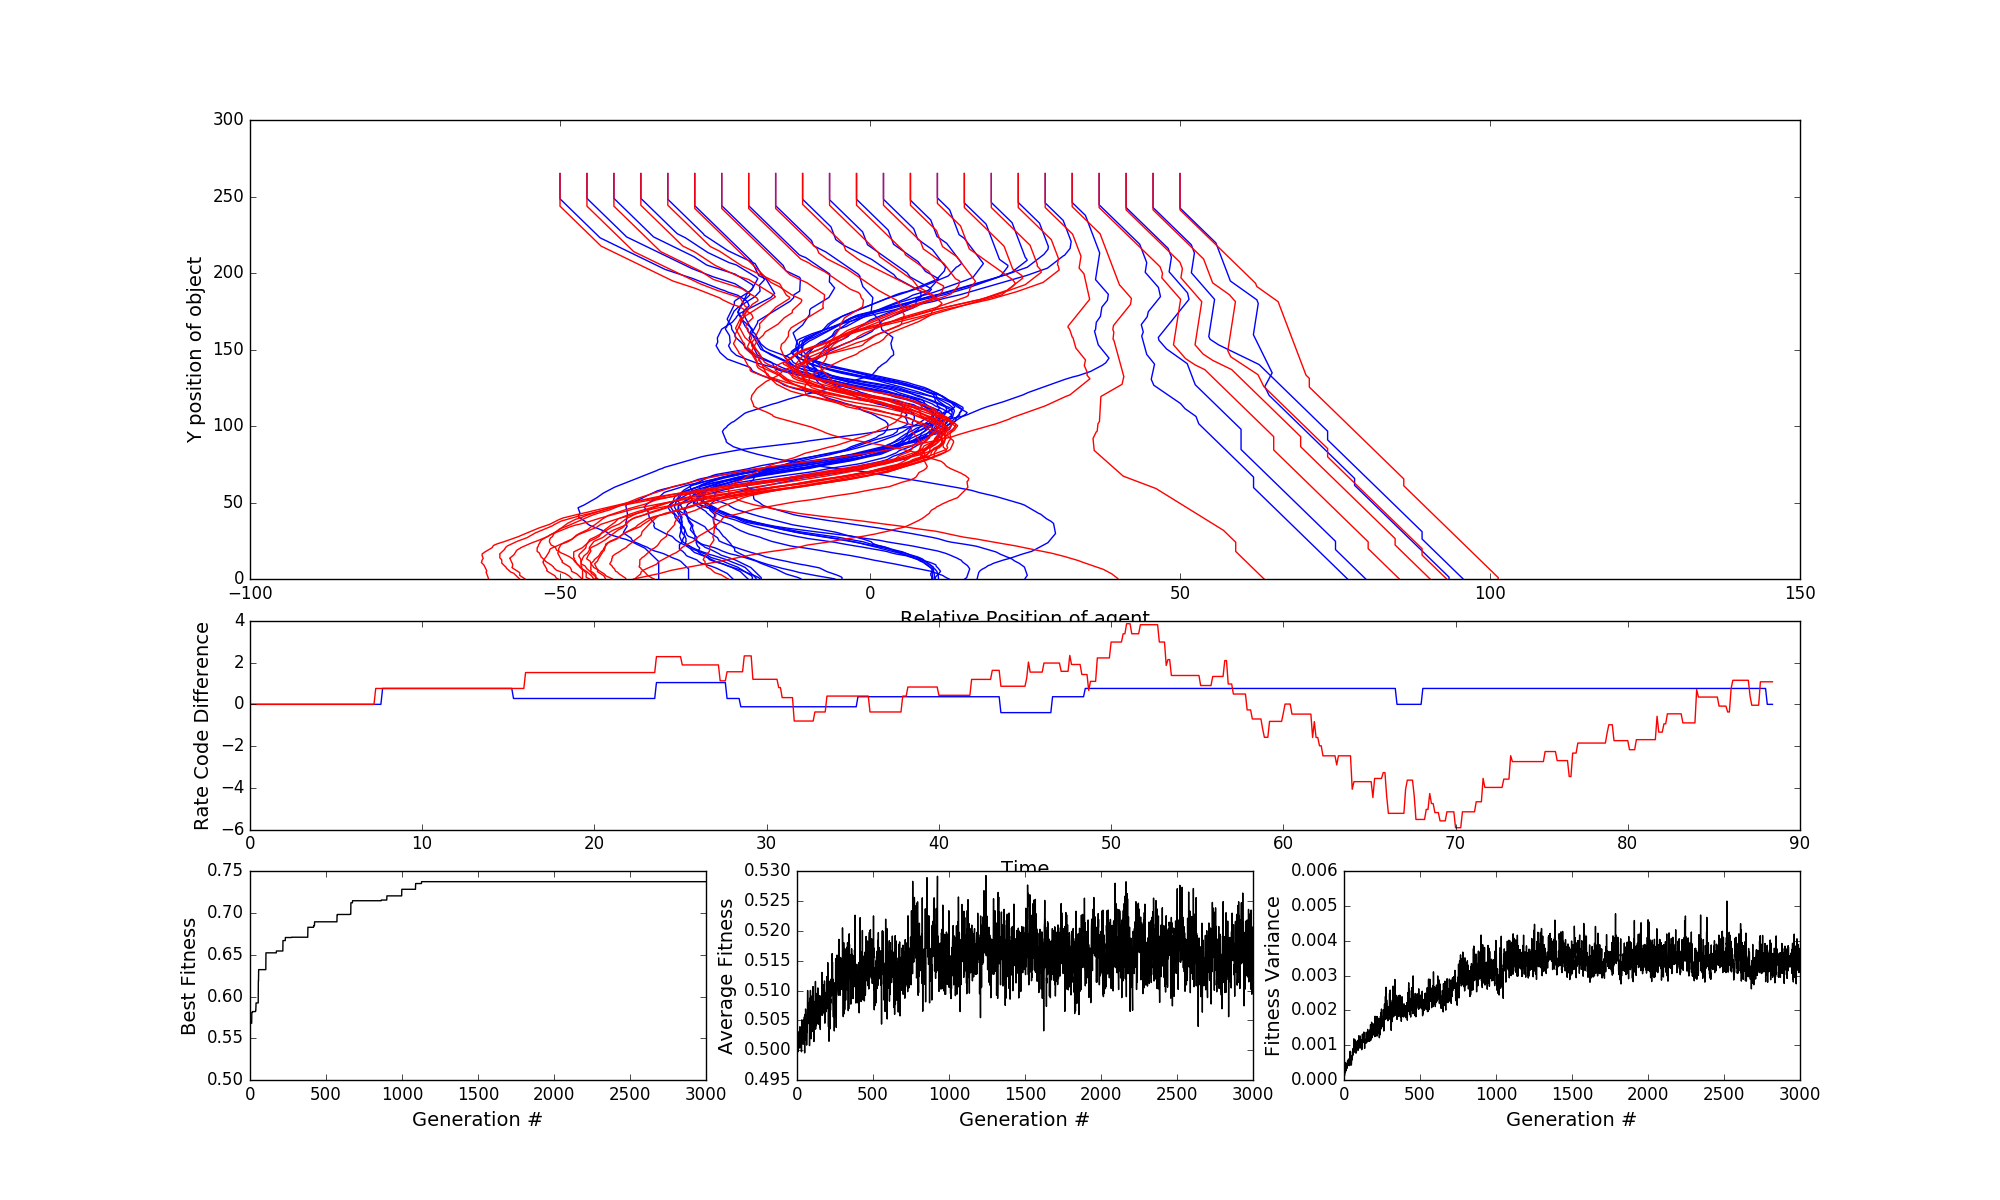 300
250
200
150
100
50
0
Y position of object
−100 −50 0 50 100 150
Relative Position of agent
4
2
0
−2
−4
−6
Rate Code Difference
0 10 20 30 40 50 60 70 80 90
Time
0.75
0.70
0.65
0.60
0.55
0.50
Best Fitness
0 500 1000 1500 2000 2500 3000
Generation #
0.530
0.525
0.520
0.515
0.510
0.505
0.500
0.495
Average Fitness
0 500 1000 1500 2000 2500 3000
Generation #
0.006
0.005
0.004
0.003
0.002
0.001
0.000
Fitness Variance
0 500 1000 1500 2000 2500 3000
Generation #